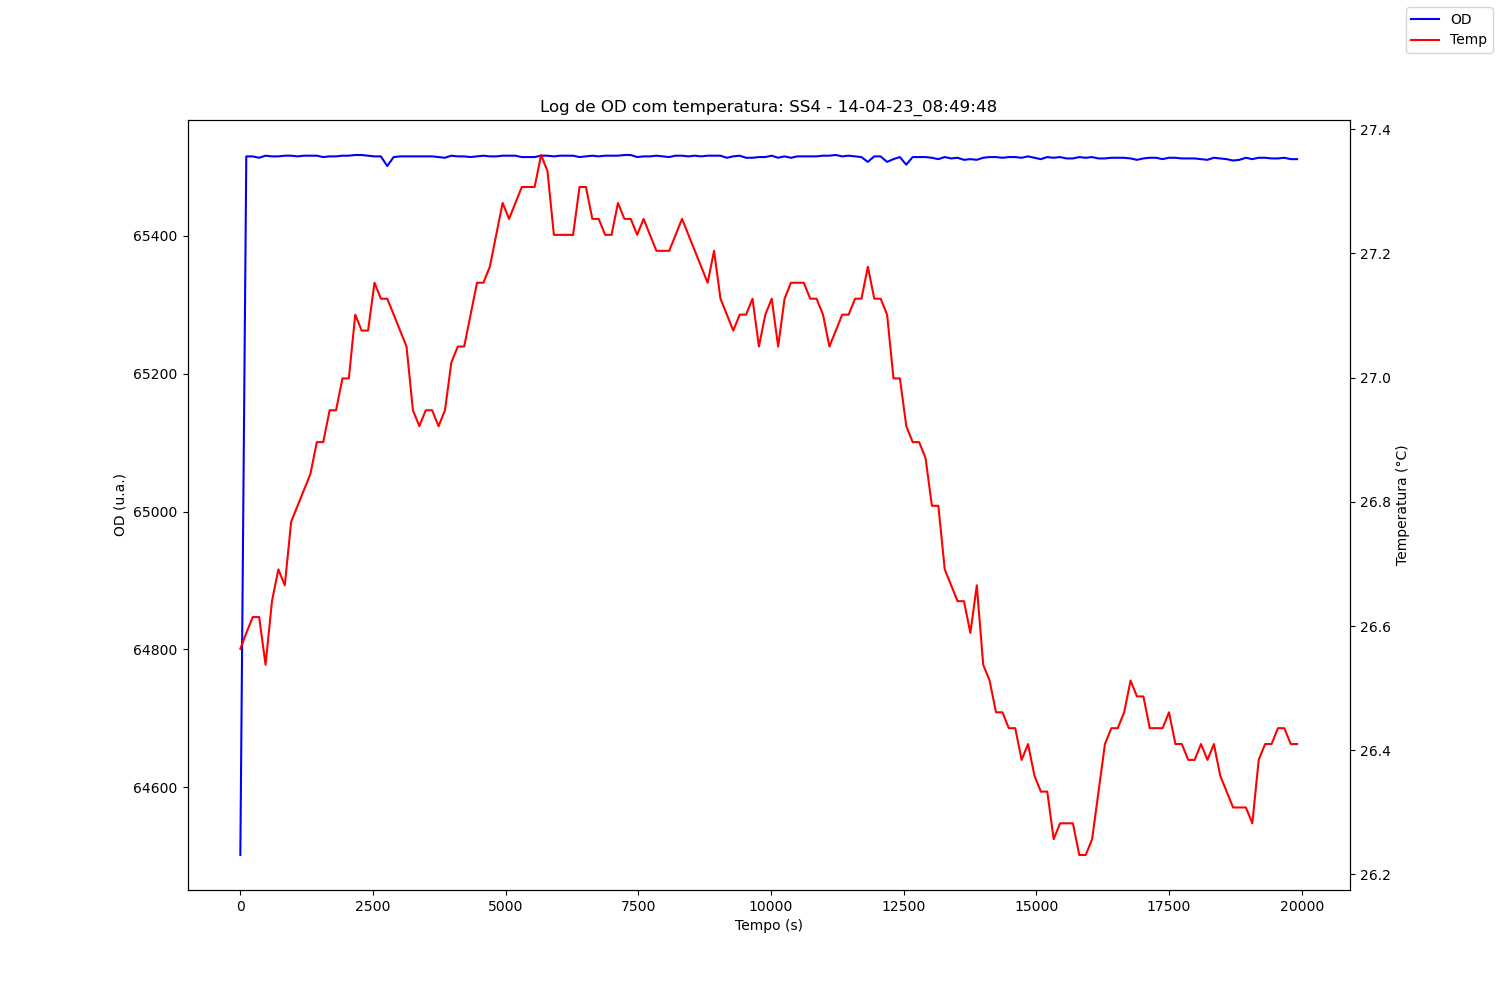 OD
Temp
Log de OD com temperatura: SS4 - 14-04-23_08:49:48
65400
65200
65000
64800
64600
OD (u.a.)
27.4
27.2
27.0
26.8
26.6
26.4
26.2
Temperatura (°C)
0 2500 5000 7500 10000 12500 15000 17500 20000
Tempo (s)